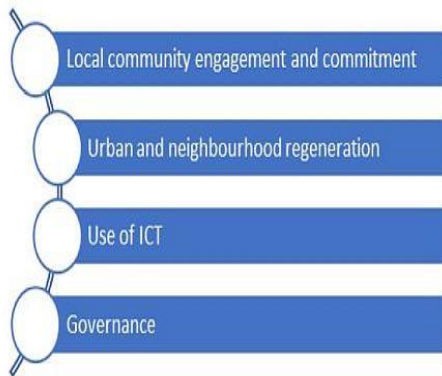 Local community engagement and commitment
Urban and neighbourhood regeneration
Use of ICT
Governance